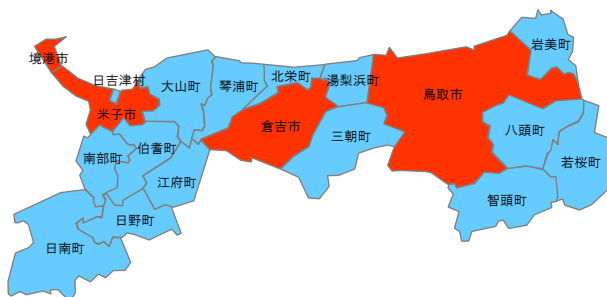 岩美町
境港市
日吉津村
大山町
琴浦町
北栄町
湯梨浜町
鳥取市
米子市
倉吉市
三朝町
八頭町
南部町
伯耆町
若桜町
江府町
智頭町
日野町
日南町